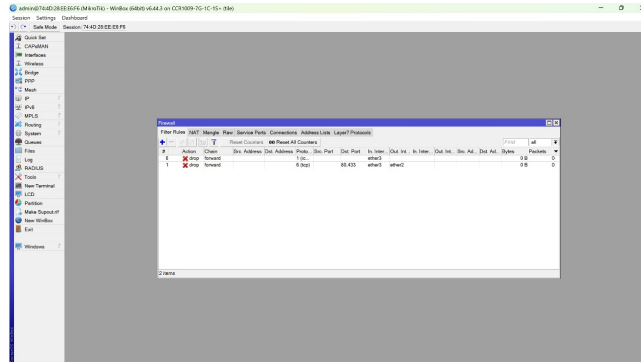 admin@74:4D:28:EE:E6:F6 (MikroTik) - WinBox (64bit) v6.44.3 on CCR1009-7G-1C-1S+ (tile)
Session Settings Dashboard
Safe Mode Session: 74:4D:28:EE:E6:F6
Quick Set
CAPsMAN
Interfaces
Wireless
Bridge
PPP
Mesh
IP
IPv6
MPLS
Routing
System
Queues
Files
Log
RADIUS
Tools
New Terminal
LCD
Partition
Make Supout.rif
New WinBox
Exit
Windows
Firewall
Filter Rules NAT Mangle Raw Service Ports Connections Address Lists Layer7 Protocols
Reset Counters 00 Reset All Counters Find all
# Action Chain Src. Address Dst. Address Proto... Src. Port Dst. Port In. Inter... Out. Int... In. Inter... Out. Int... Src. Ad... Dst. Ad... Bytes Packets
0 drop forward 1 (ic... ether3 0 B 0
1 drop forward 6 (tcp) 80,433 ether3 ether2 0 B 0
2 items